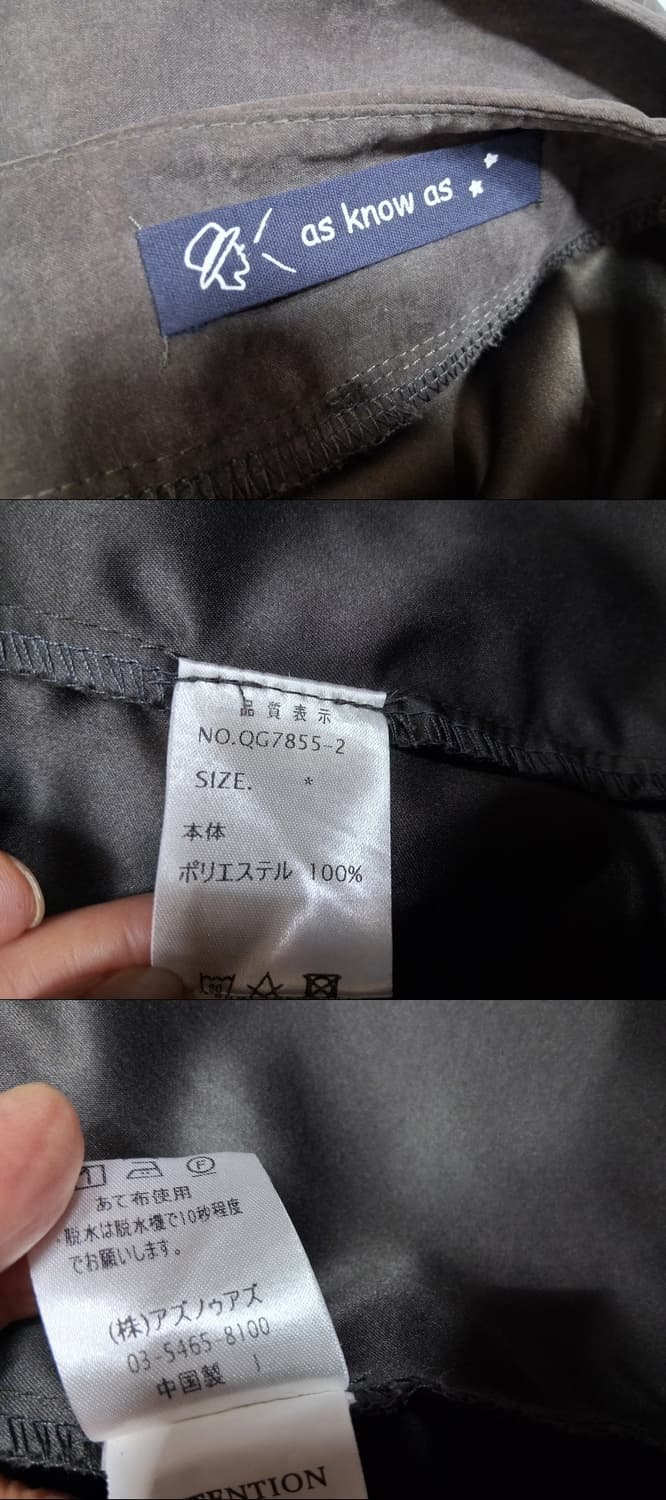 as know as
品質表示
NO.QG7855-2
SIZE. *
本体
ポリエステル 100%
F
あて布使用
・脱水は脱水機で10秒程度
でお願いします。
(株)アズノゥアズ
03-5465-8100
中国製 1
TENTION